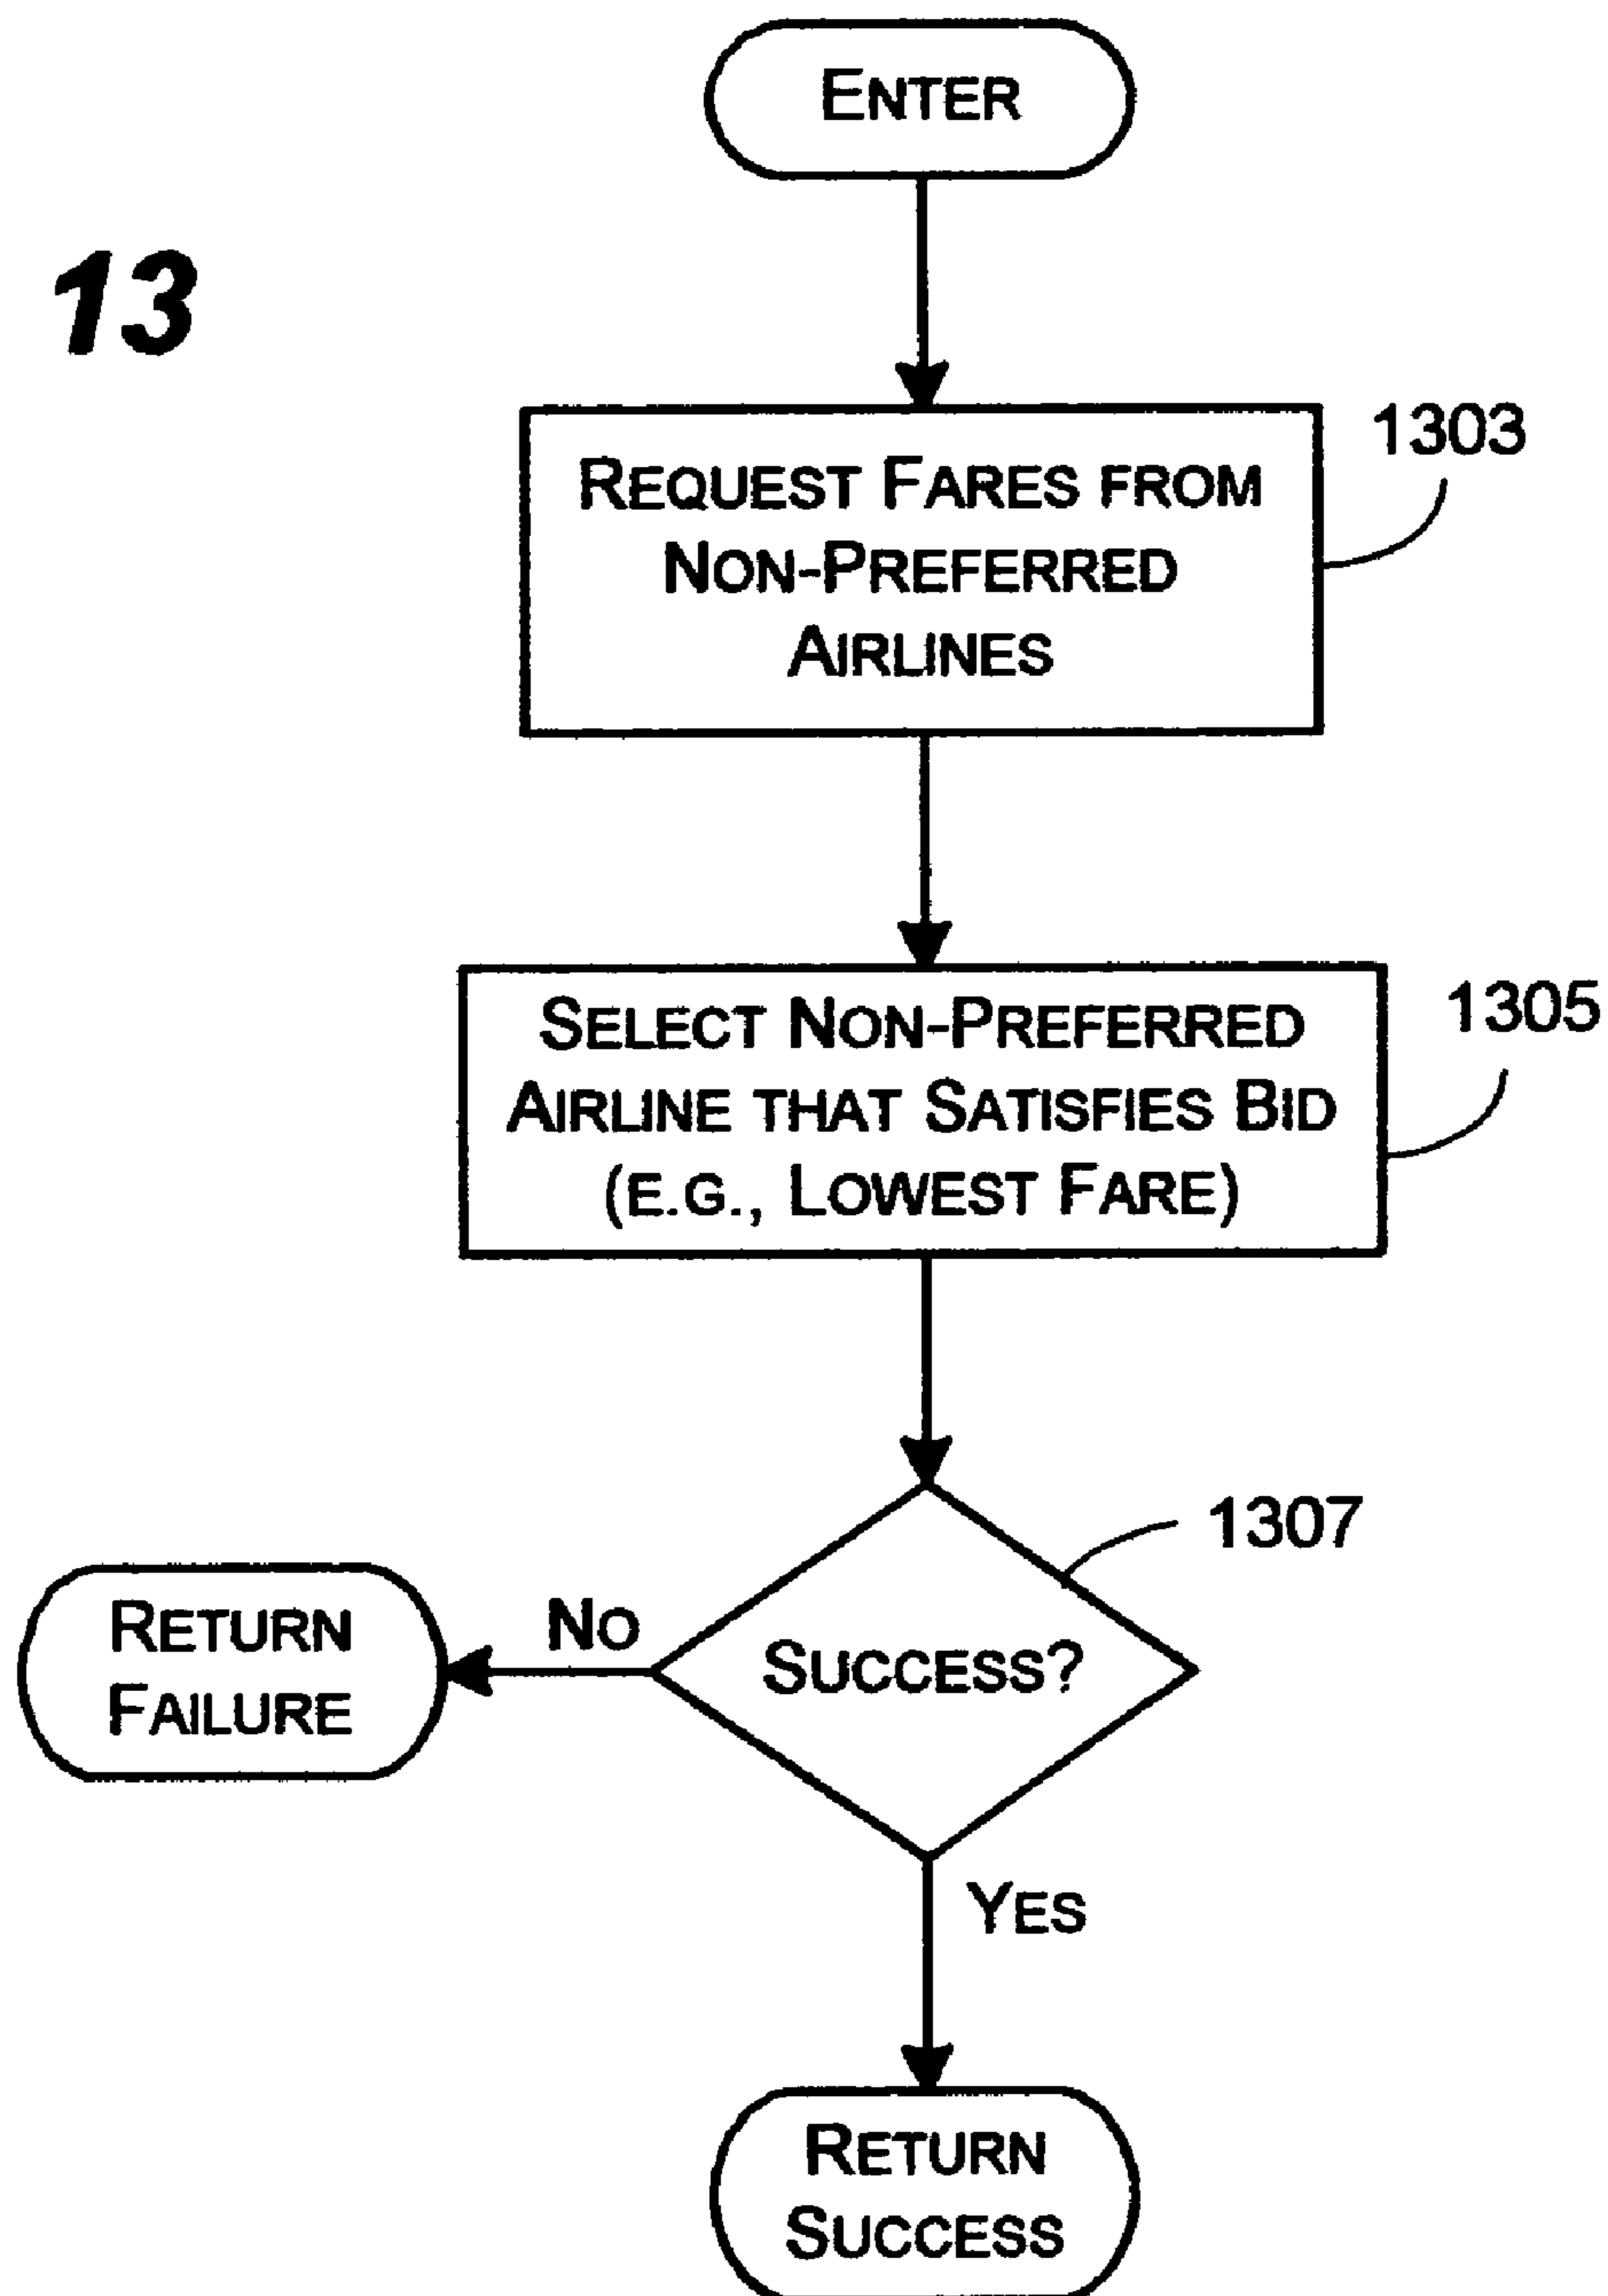 ENTER
13
1303
REQUEST FARES FROM
NON-PREFERRED
AIRLINES
1305
SELECT NON-PREFERRED
AIRLINE THAT SATISFIES BID
(E.G., LOWEST FARE)
1307
SUCCESS?
NO
RETURN
FAILURE
YES
RETURN
SUCCESS